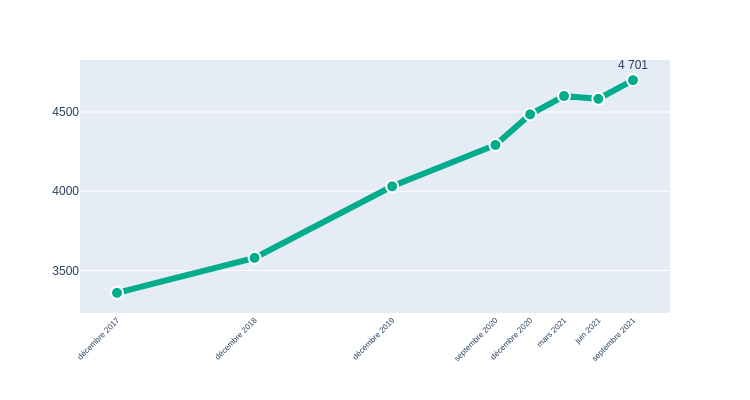 4 701
4500
4000
3500
décembre 2017
décembre 2018
décembre 2019
septembre 2020
décembre 2020
mars 2021
juin 2021
septembre 2021